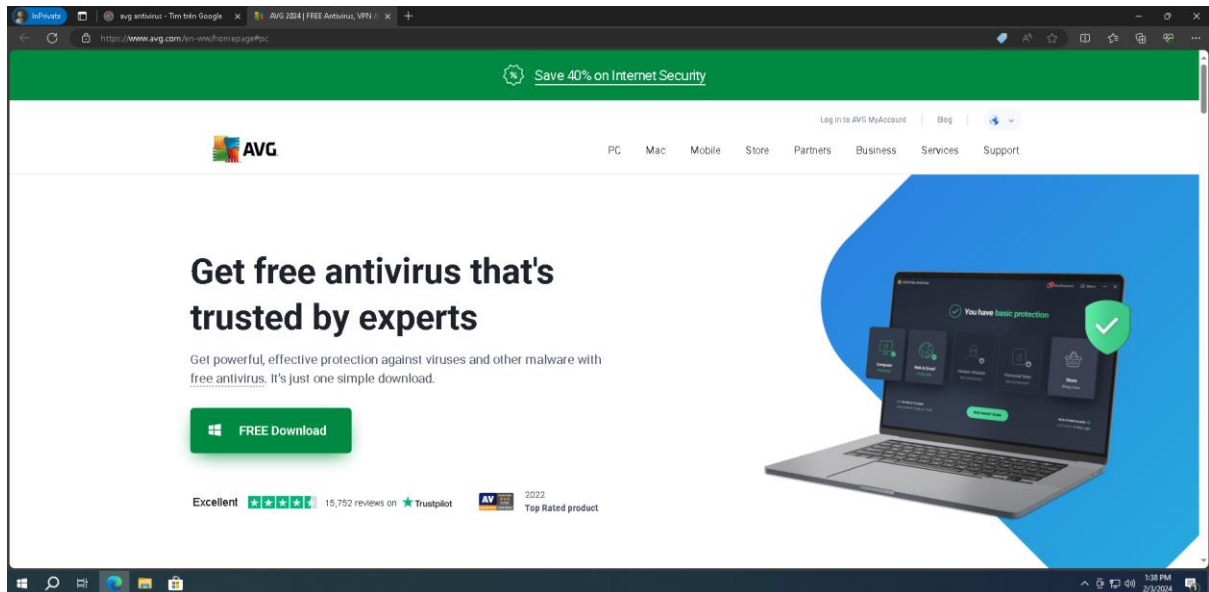 InPrivate
avg antivirus - Tìm trên Google
AVG 2024 | FREE Antivirus, VPN
https://www.avg.com/en-ww/homepage#pc
Save 40% on Internet Security
Log in to AVG MyAccount
Blog
AVG
PC Mac Mobile Store Partners Business Services Support
Get free antivirus that's
trusted by experts
Get powerful, effective protection against viruses and other malware with
free antivirus. It's just one simple download.
FREE Download
Excellent 15,752 reviews on Trustpilot
AV
2022
Top Rated product
You have basic protection
Computer
Web & Email
1:38 PM
2/3/2024